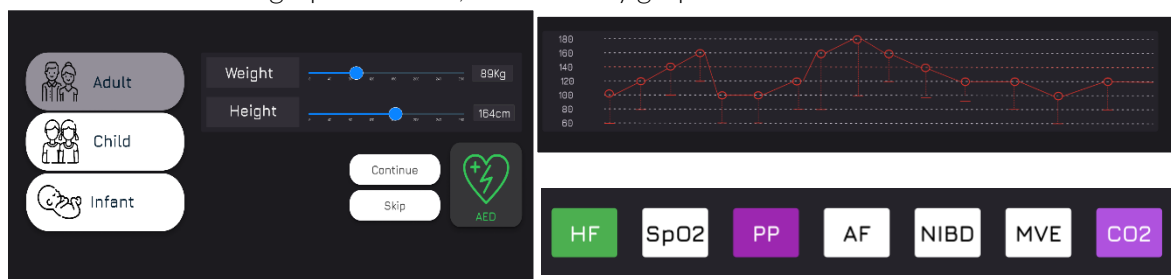 Adult
Child
Infant
Weight
89Kg
Height
164cm
Continue
Skip
AED
180
160
140
120
100
80
60
HF
SpO2
PP
AF
NIBD
MVE
CO2